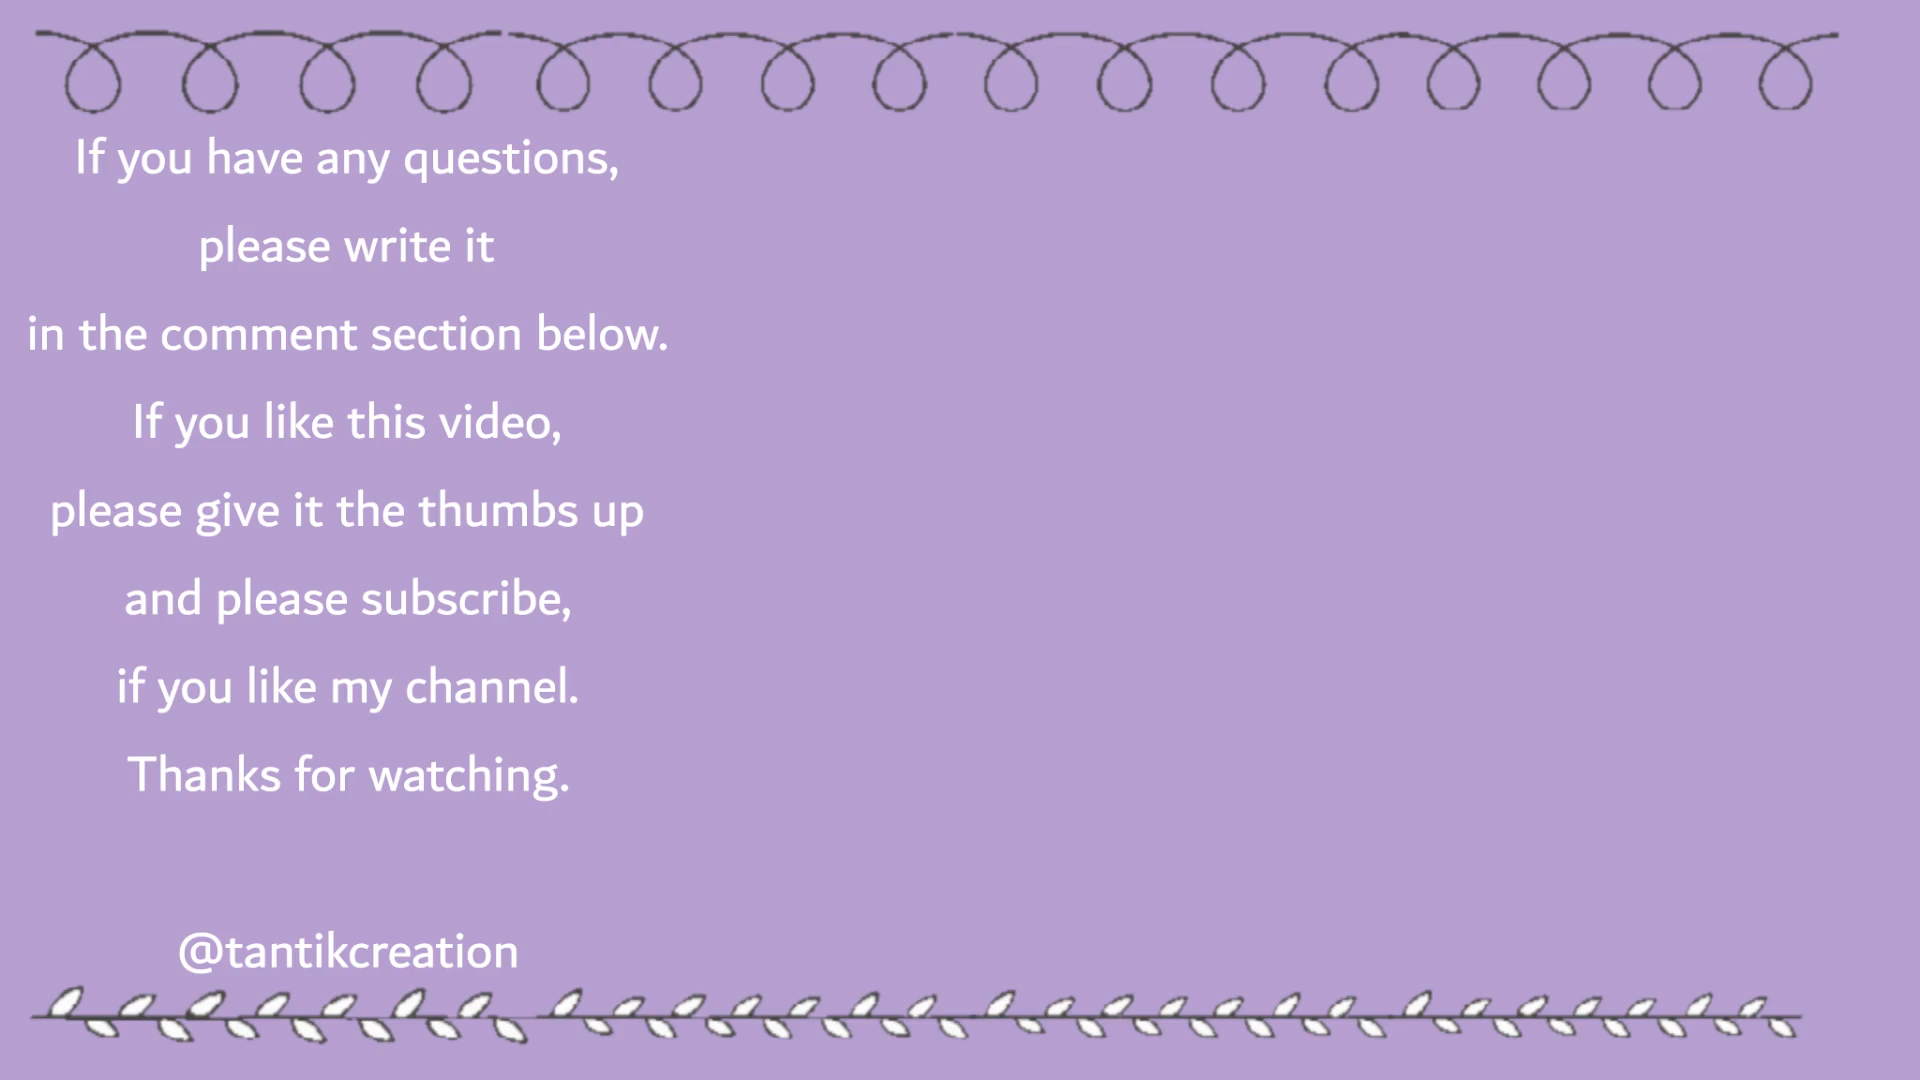 If you have any questions,
please write it
in the comment section below.
If you like this video,
please give it the thumbs up
and please subscribe,
if you like my channel.
Thanks for watching.
@tantikcreation